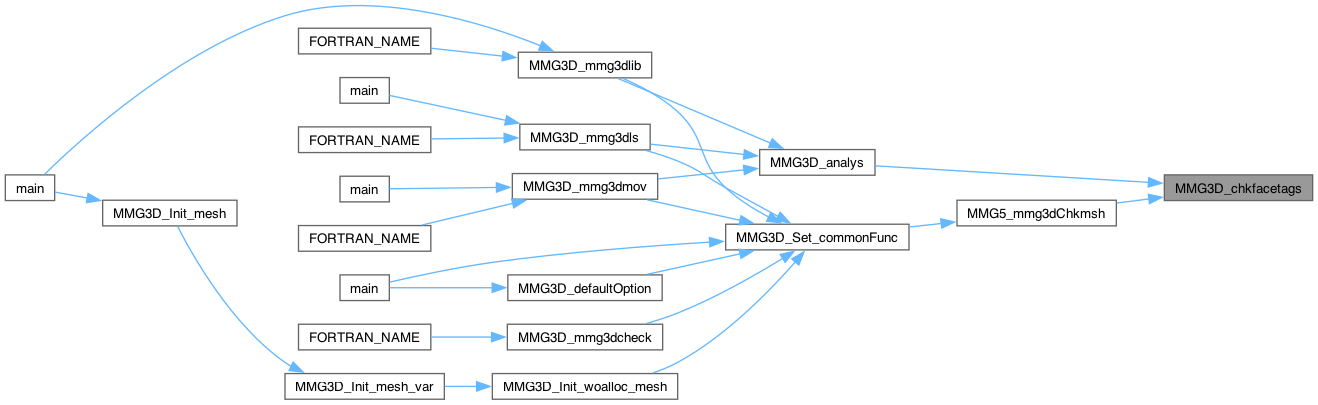 FORTRAN_NAME
MMG3D_mmg3dlib
main
FORTRAN_NAME
MMG3D_mmg3dls
MMG3D_analys
main
main
MMG3D_mmg3dmov
MMG3D_chkfacetags
MMG3D_Init_mesh
MMG5_mmg3dChkmsh
FORTRAN_NAME
MMG3D_Set_commonFunc
main
MMG3D_defaultOption
FORTRAN_NAME
MMG3D_mmg3dcheck
MMG3D_Init_mesh_var
MMG3D_Init_woalloc_mesh